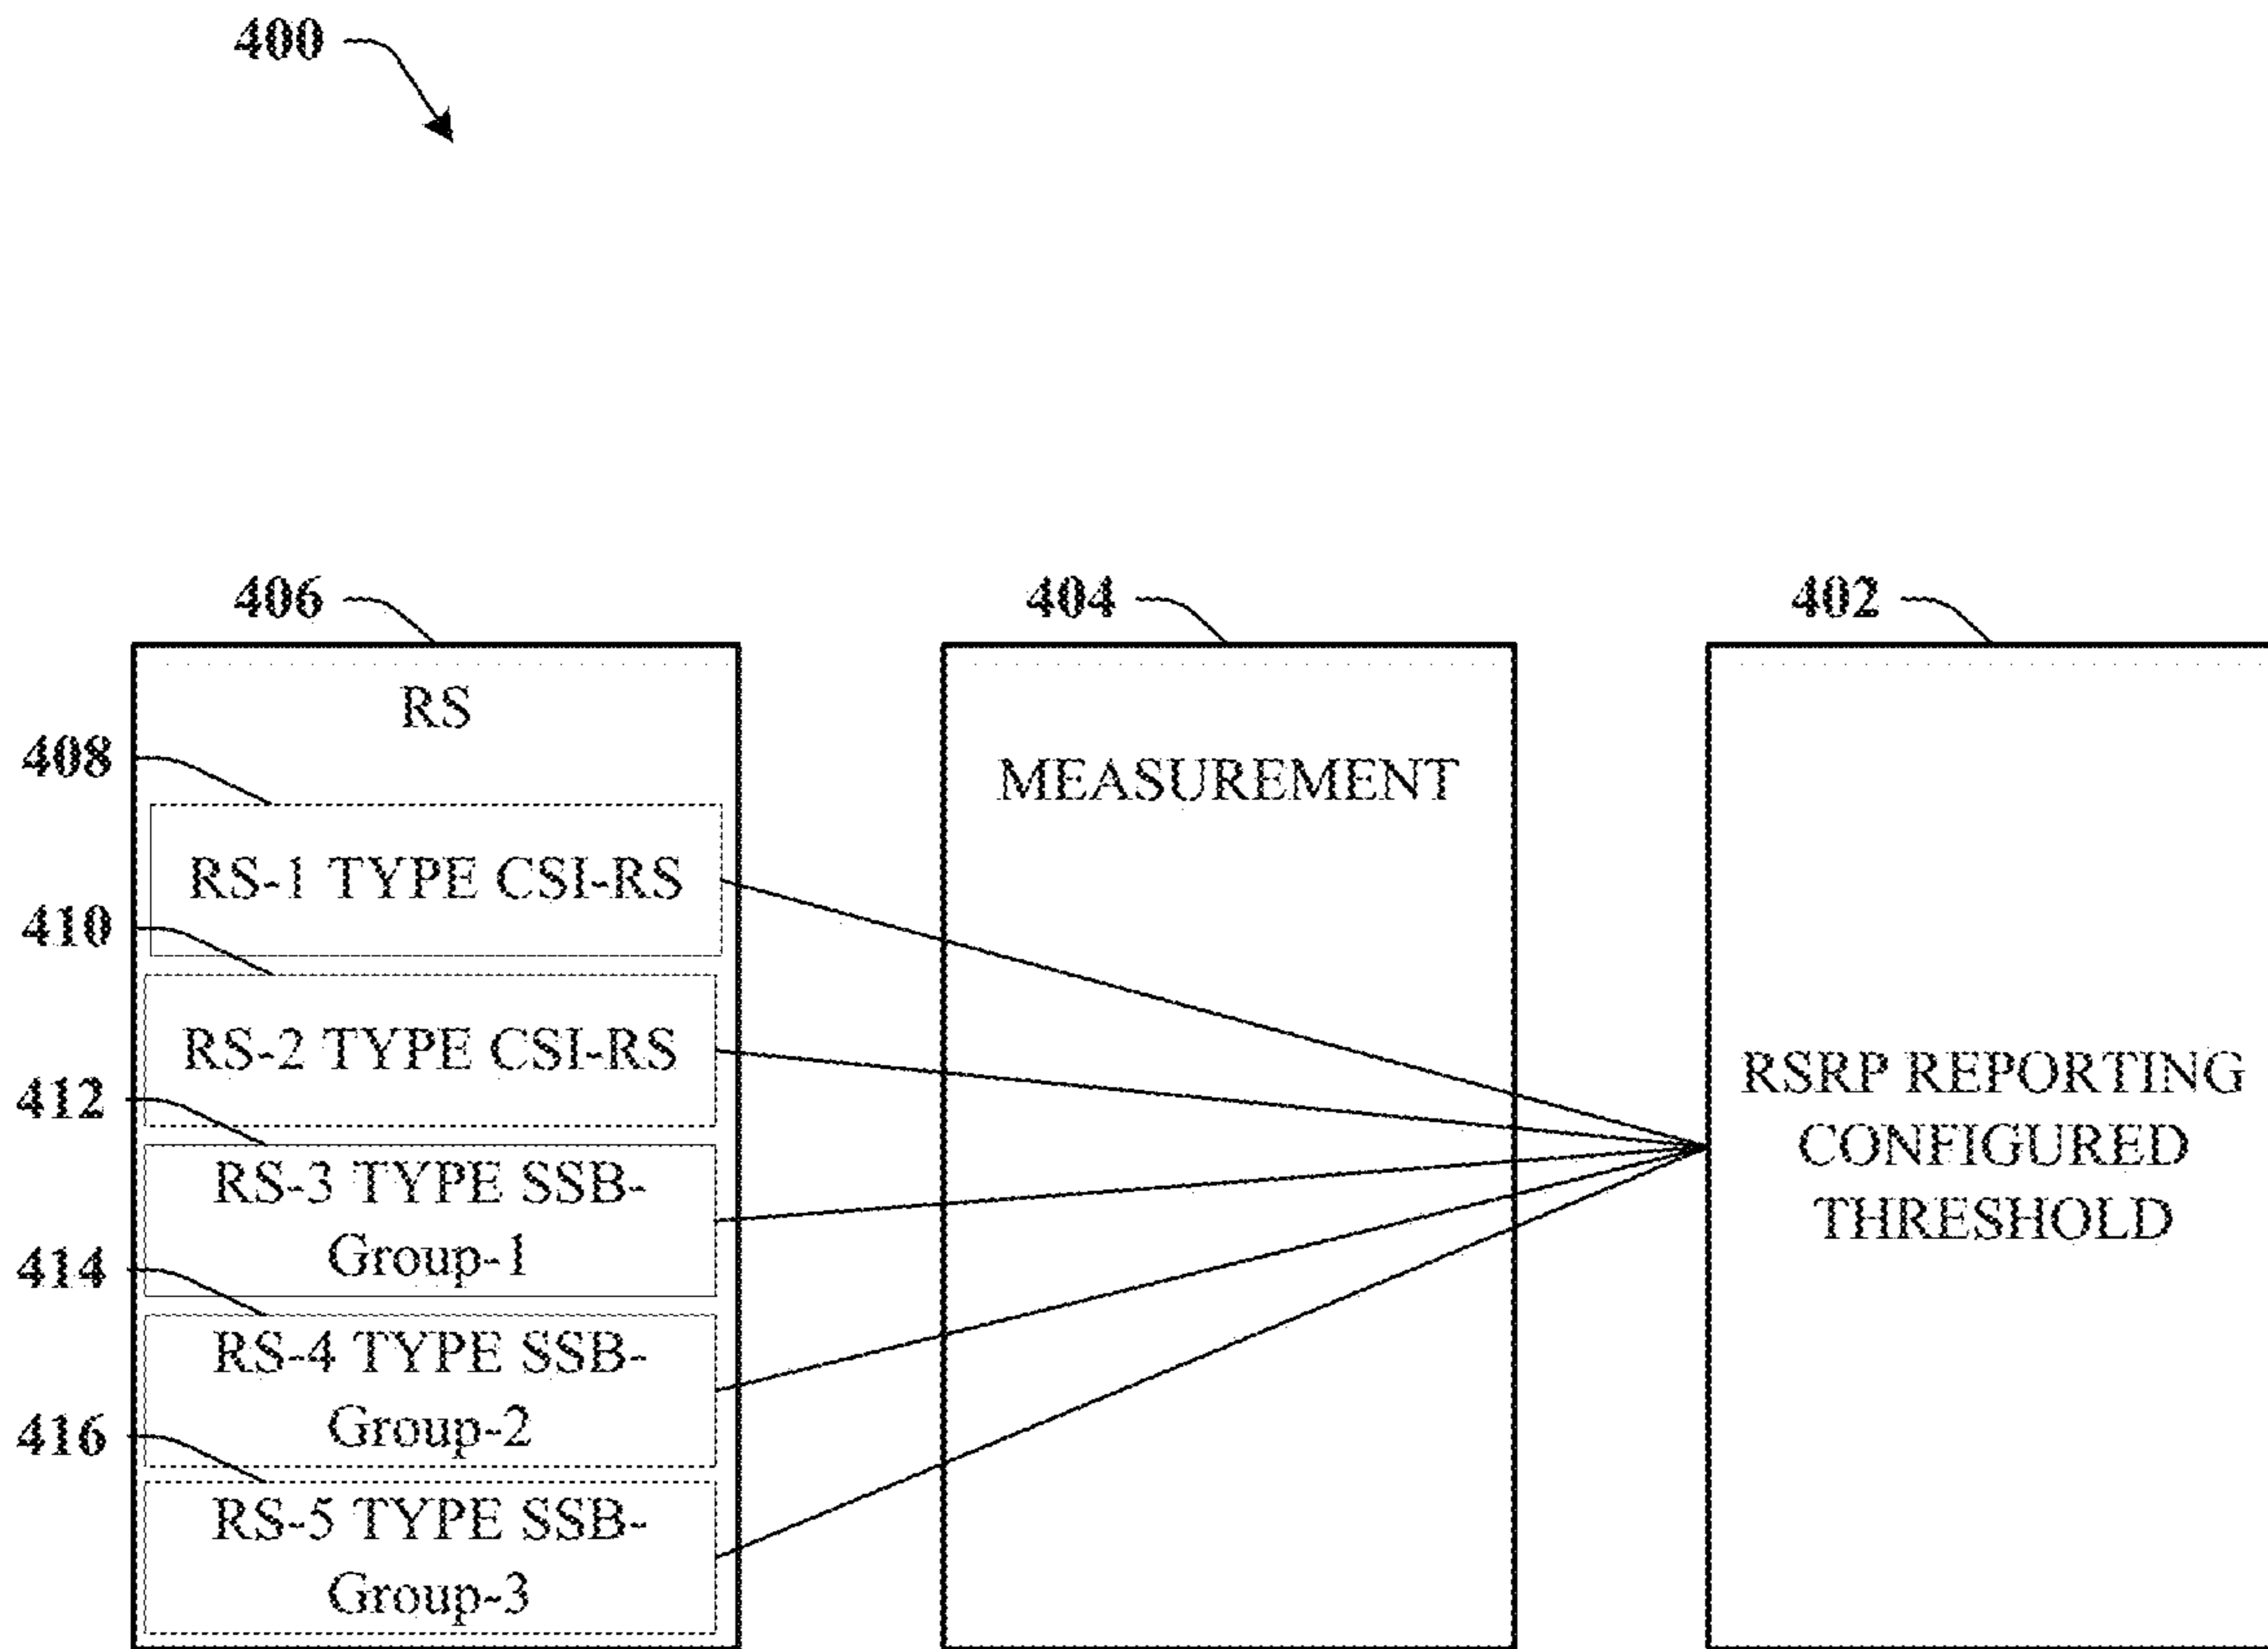 400
406
404
402
RS
408
MEASUREMENT
RS-1 TYPE CSI-RS
410
RS-2 TYPE CSI-RS
412
RS-3 TYPE SSB-
Group-1
414
RS-4 TYPE SSB-
Group-2
416
RS-5 TYPE SSB-
Group-3
RSRP REPORTING
CONFIGURED
THRESHOLD